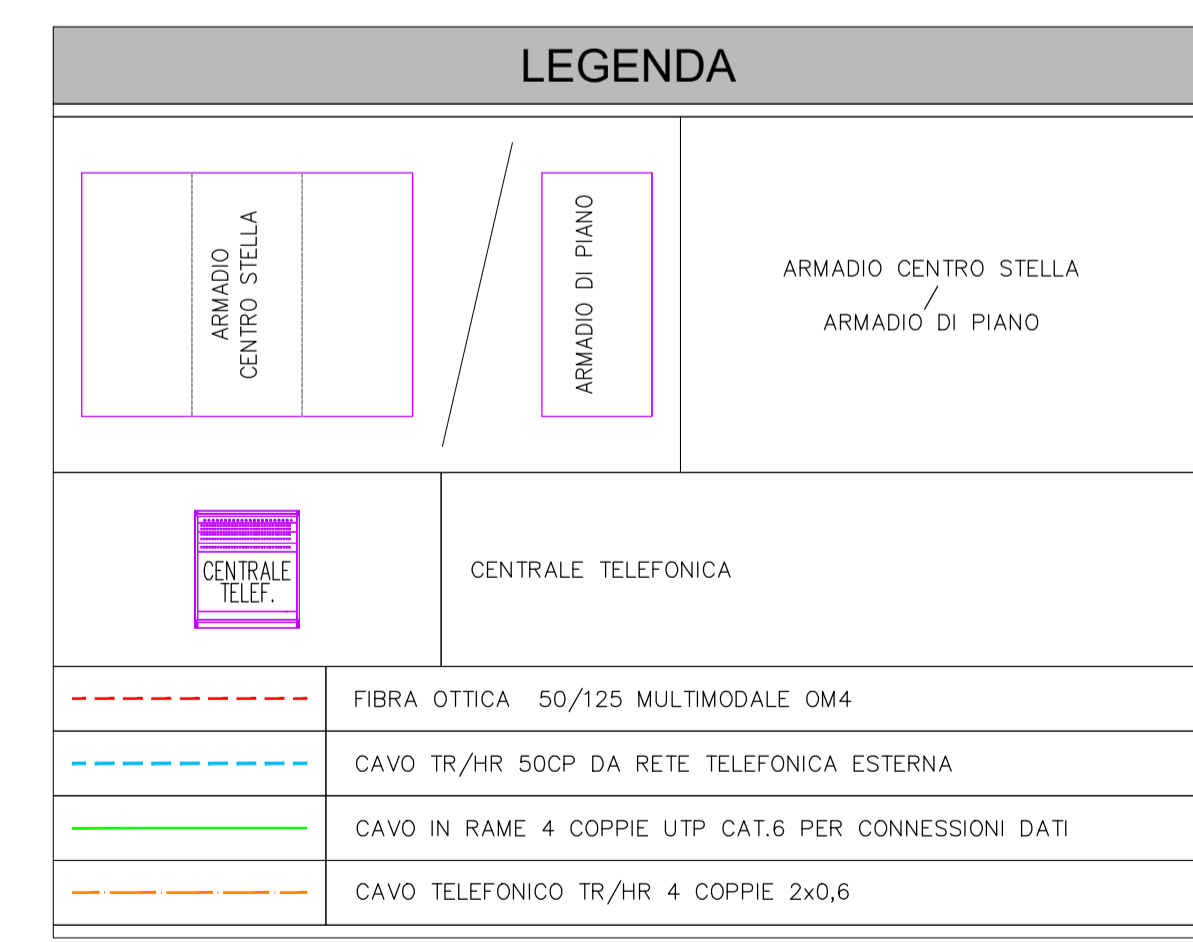 LEGENDA
ARMADIO
CENTRO STELLA
ARMADIO DI PIANO
ARMADIO CENTRO STELLA
/
ARMADIO DI PIANO
CENTRALE
TELEF.
CENTRALE TELEFONICA
FIBRA OTTICA 50/125 MULTIMODALE OM4
CAVO TR/HR 50CP DA RETE TELEFONICA ESTERNA
CAVO IN RAME 4 COPPIE UTP CAT.6 PER CONNESSIONI DATI
CAVO TELEFONICO TR/HR 4 COPPIE 2x0,6